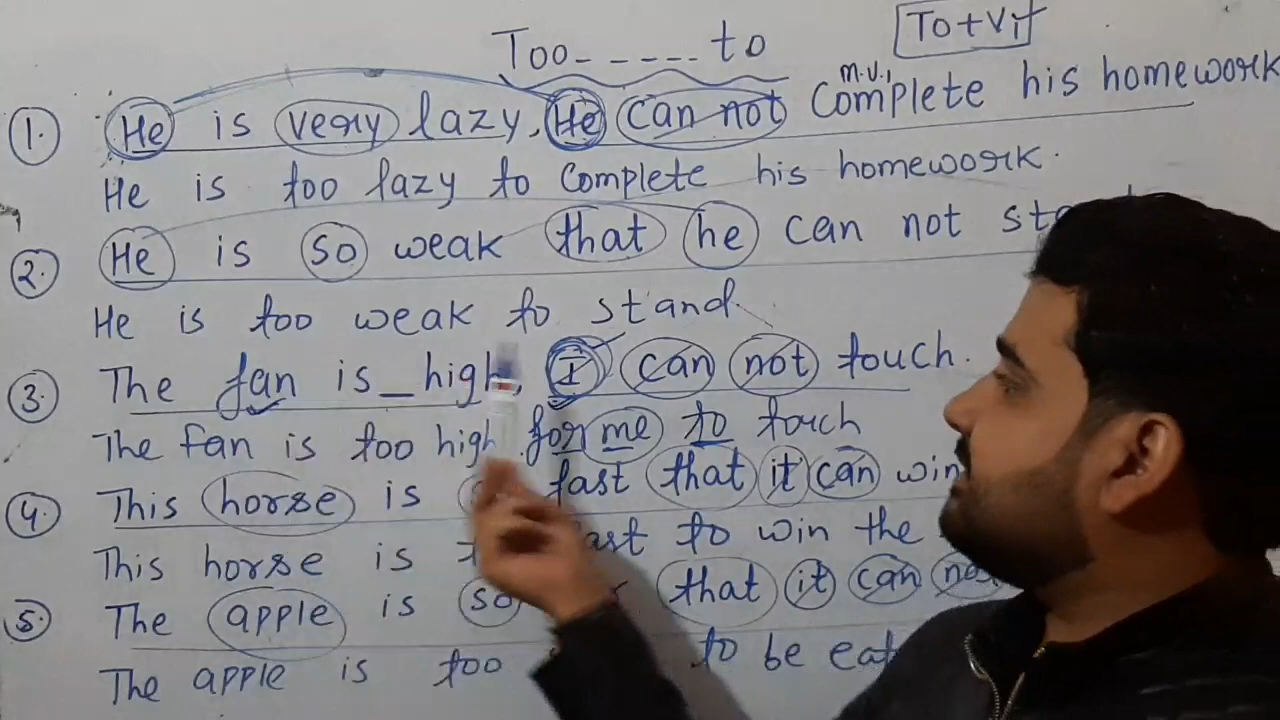 Too-----to
To+V1
m.v.,
1. He is very lazy, He can not Complete his homework
He is too lazy to Complete his homework.
2. He is so weak that he can not
He is too weak to stand.
3. The fan is high, I can not touch.
The fan is too high for me to touch
4. This horse is fast that it can win
This horse is to win the
5. The apple is so that it can not
The apple is too to be